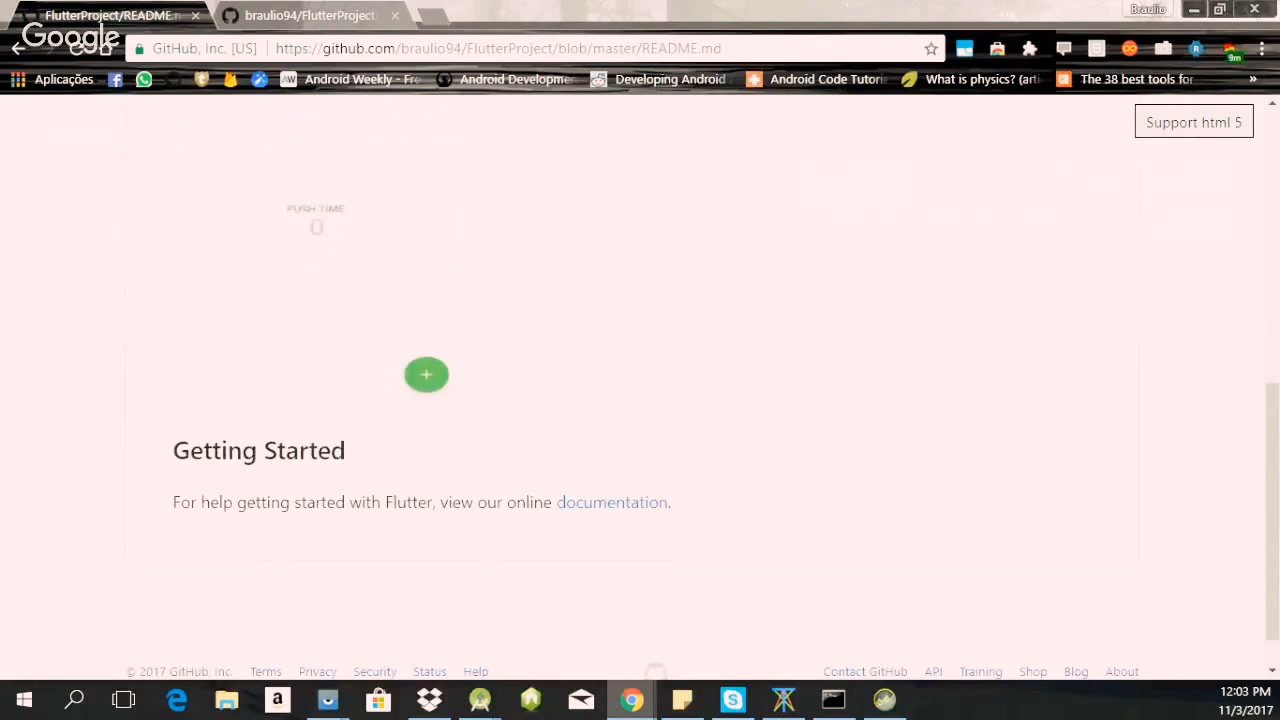 FlutterProject/README.m
braulio94/FlutterProject:
Braulio
Google
GitHub, Inc. [US]
https://github.com/braulio94/FlutterProject/blob/master/README.md
9m
Aplicações
Android Weekly - Fre
Android Developme
Developing Android
Android Code Tutori
What is physics? (arti
The 38 best tools for
»
Support html 5
PUSH TIME
0
+
Getting Started
For help getting started with Flutter, view our online documentation.
© 2017 GitHub, Inc.
Terms
Privacy
Security
Status
Help
Contact GitHub
API
Training
Shop
Blog
About
12:03 PM
11/3/2017